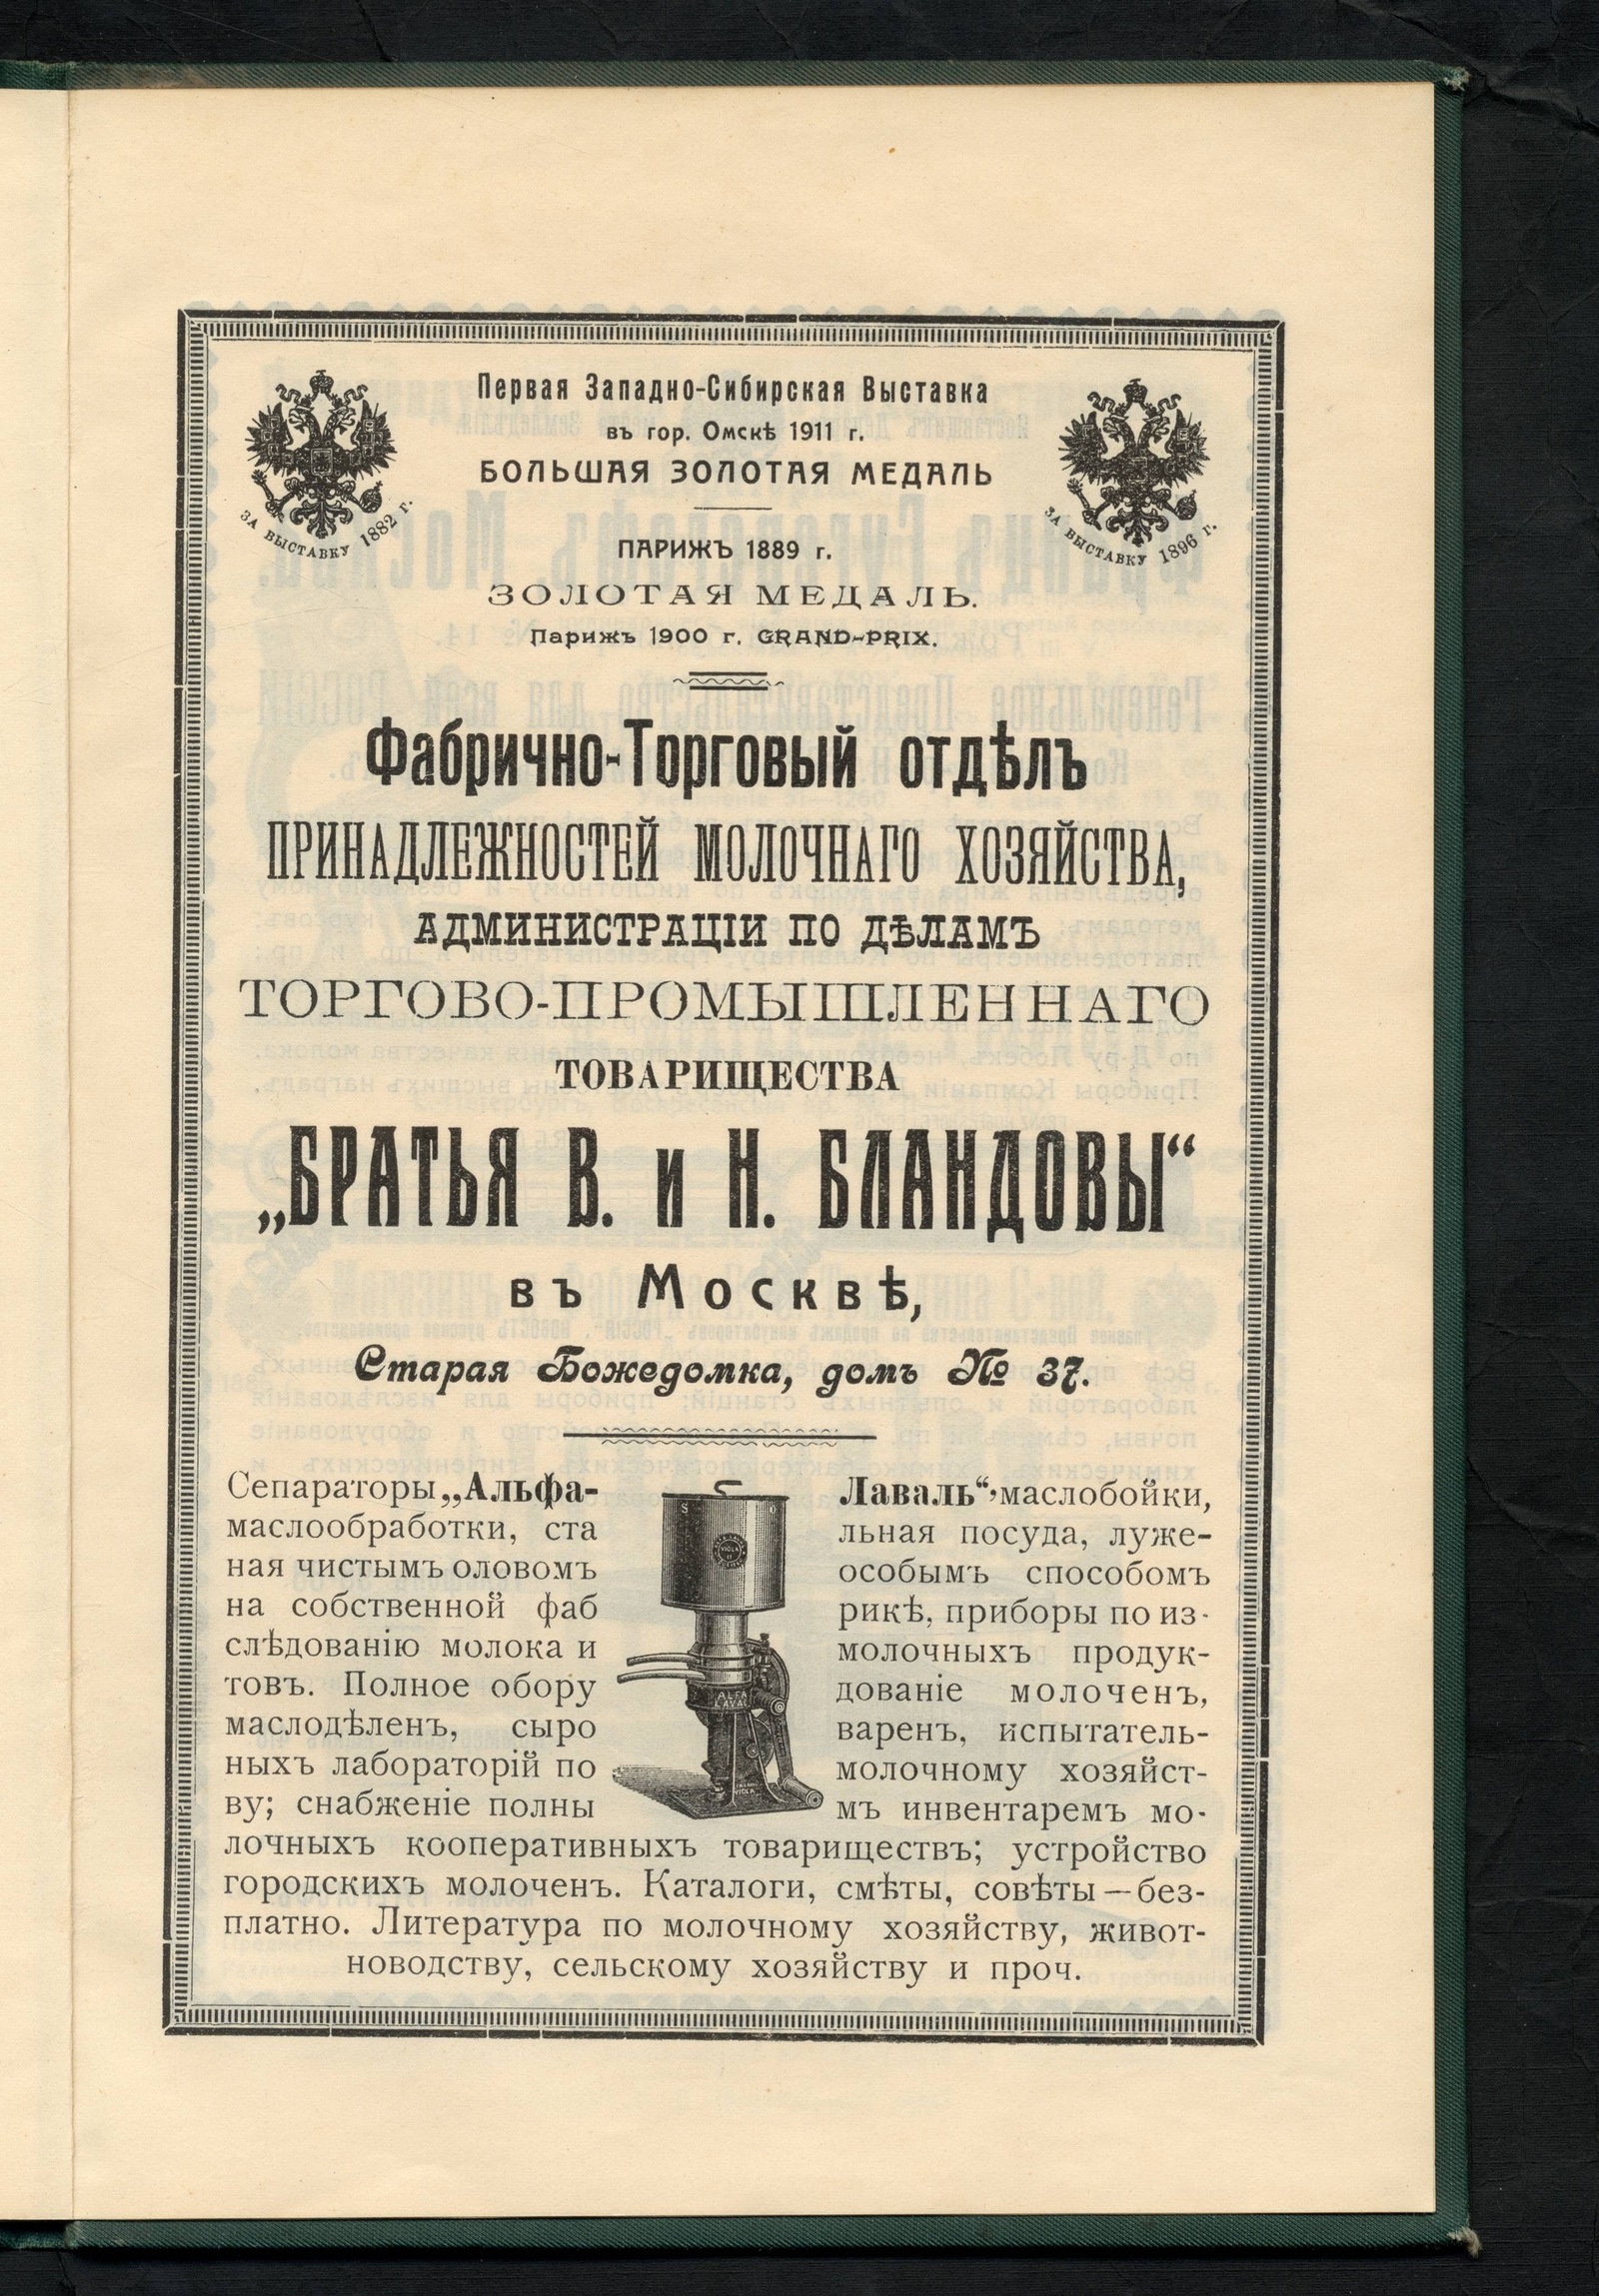 Первая Западно-Сибирская Выставка
въ гор. Омскѣ 1911 г.
БОЛЬШАЯ ЗОЛОТАЯ МЕДАЛЬ
ЗА ВЫСТАВКУ 1882 г.
ЗА ВЫСТАВКУ 1896 г.
ПАРИЖЪ 1889 г.
ЗОЛОТАЯ МЕДАЛЬ.
Парижъ 1900 г. GRAND-PRIX.
Фабрично-Торговый отдѣлъ
ПРИНАДЛЕЖНОСТЕЙ МОЛОЧНАГО ХОЗЯЙСТВА,
АДМИНИСТРАЦІИ ПО ДѢЛАМЪ
ТОРГОВО-ПРОМЫШЛЕННАГО
ТОВАРИЩЕСТВА
„БРАТЬЯ В. и Н. БЛАНДОВЫ“
въ Москвѣ,
Старая Божедомка, домъ № 37.
Сепараторы „Альфа-Лаваль“, маслобойки,
маслообработки, ста льная посуда, луже-
ная чистымъ оловомъ особымъ способомъ
на собственной фаб рикѣ, приборы по из-
слѣдованію молока и молочныхъ продук-
товъ. Полное обору дованіе молоченъ,
маслодѣленъ, сыро варенъ, испытатель-
ныхъ лабораторій по молочному хозяйст-
ву; снабженіе полны мъ инвентаремъ мо-
лочныхъ кооперативныхъ товариществъ; устройство
городскихъ молоченъ. Каталоги, смѣты, совѣты — без-
платно. Литература по молочному хозяйству, живот-
новодству, сельскому хозяйству и проч.